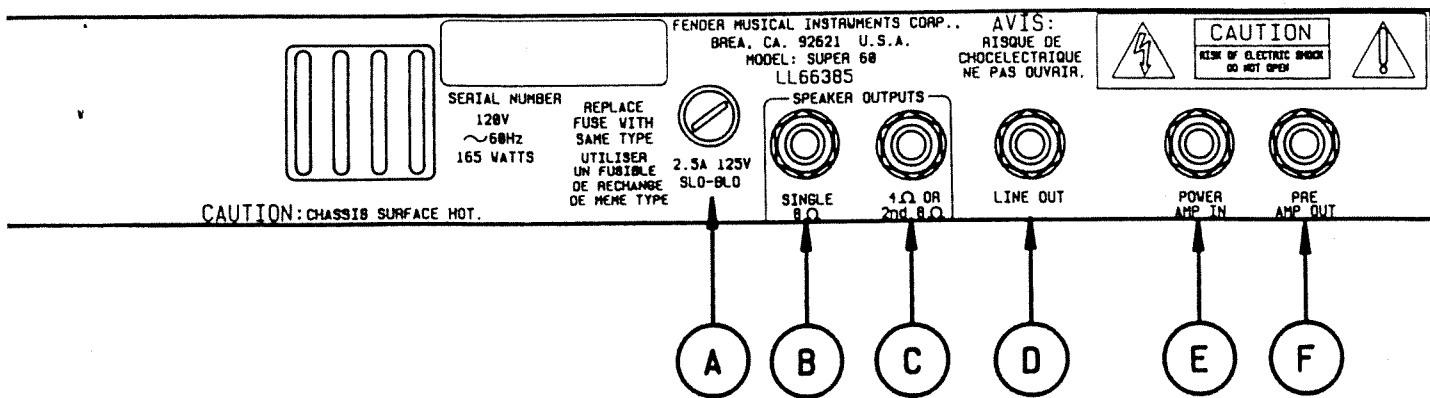 FENDER MUSICAL INSTRUMENTS CORP..
BREA, CA. 92621 U.S.A.
MODEL: SUPER 60
LL66385
AVIS:
RISQUE DE
CHOCELECTRIQUE
NE PAS OUVRIR.
CAUTION
RISK OF ELECTRIC SHOCK
DO NOT OPEN
SERIAL NUMBER
120V
~60Hz
165 WATTS
REPLACE
FUSE WITH
SAME TYPE
UTILISER
UN FUSIBLE
DE RECHANGE
DE MEME TYPE
2.5A 125V
SLO-BLO
SPEAKER OUTPUTS
SINGLE
8Ω
4Ω OR
2nd 8Ω
LINE OUT
POWER
AMP IN
PRE
AMP OUT
CAUTION: CHASSIS SURFACE HOT.
A
B
C
D
E
F